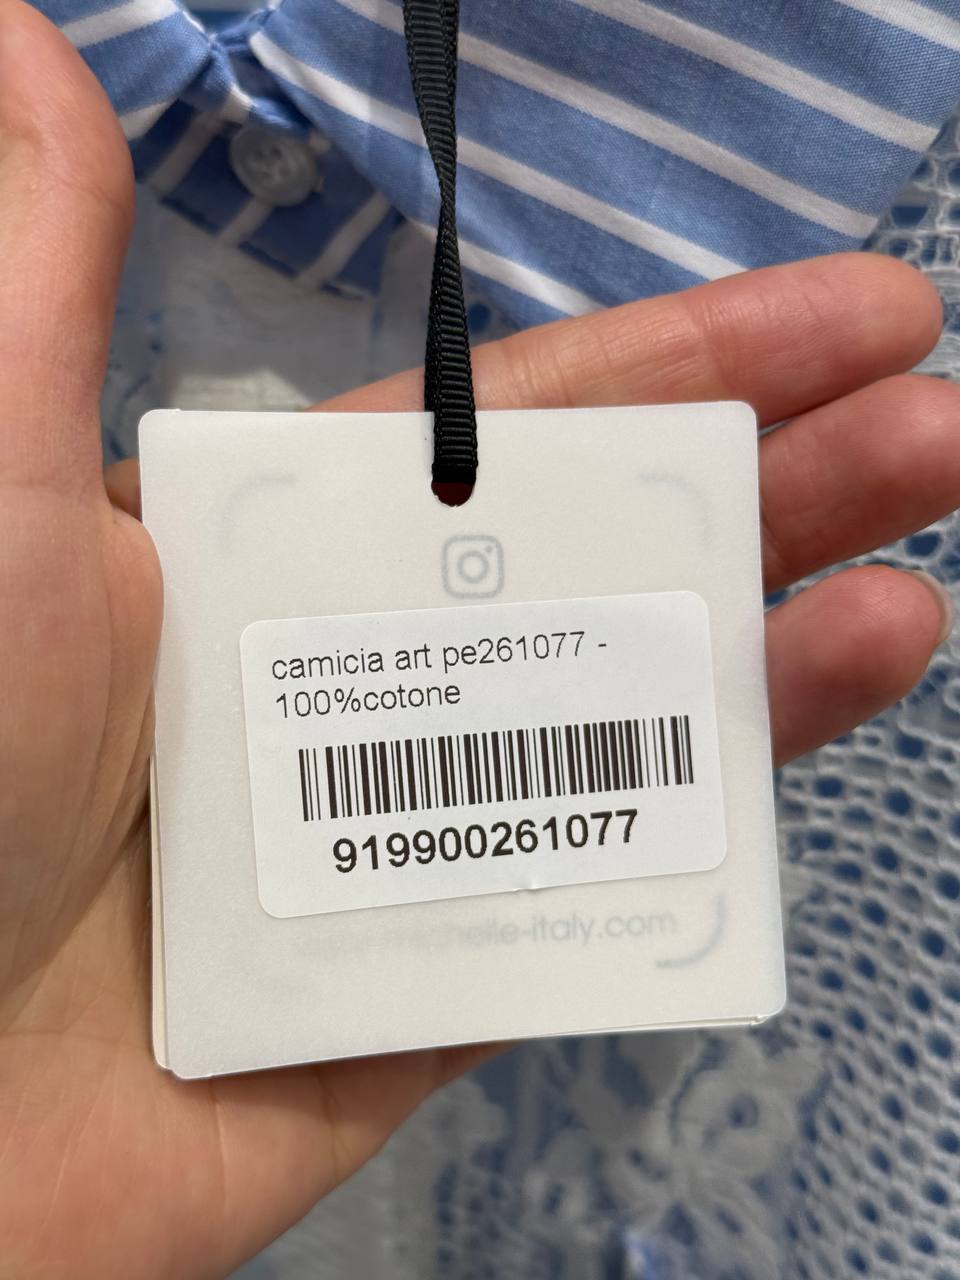 camicia art pe261077 -
100%cotone
919900261077